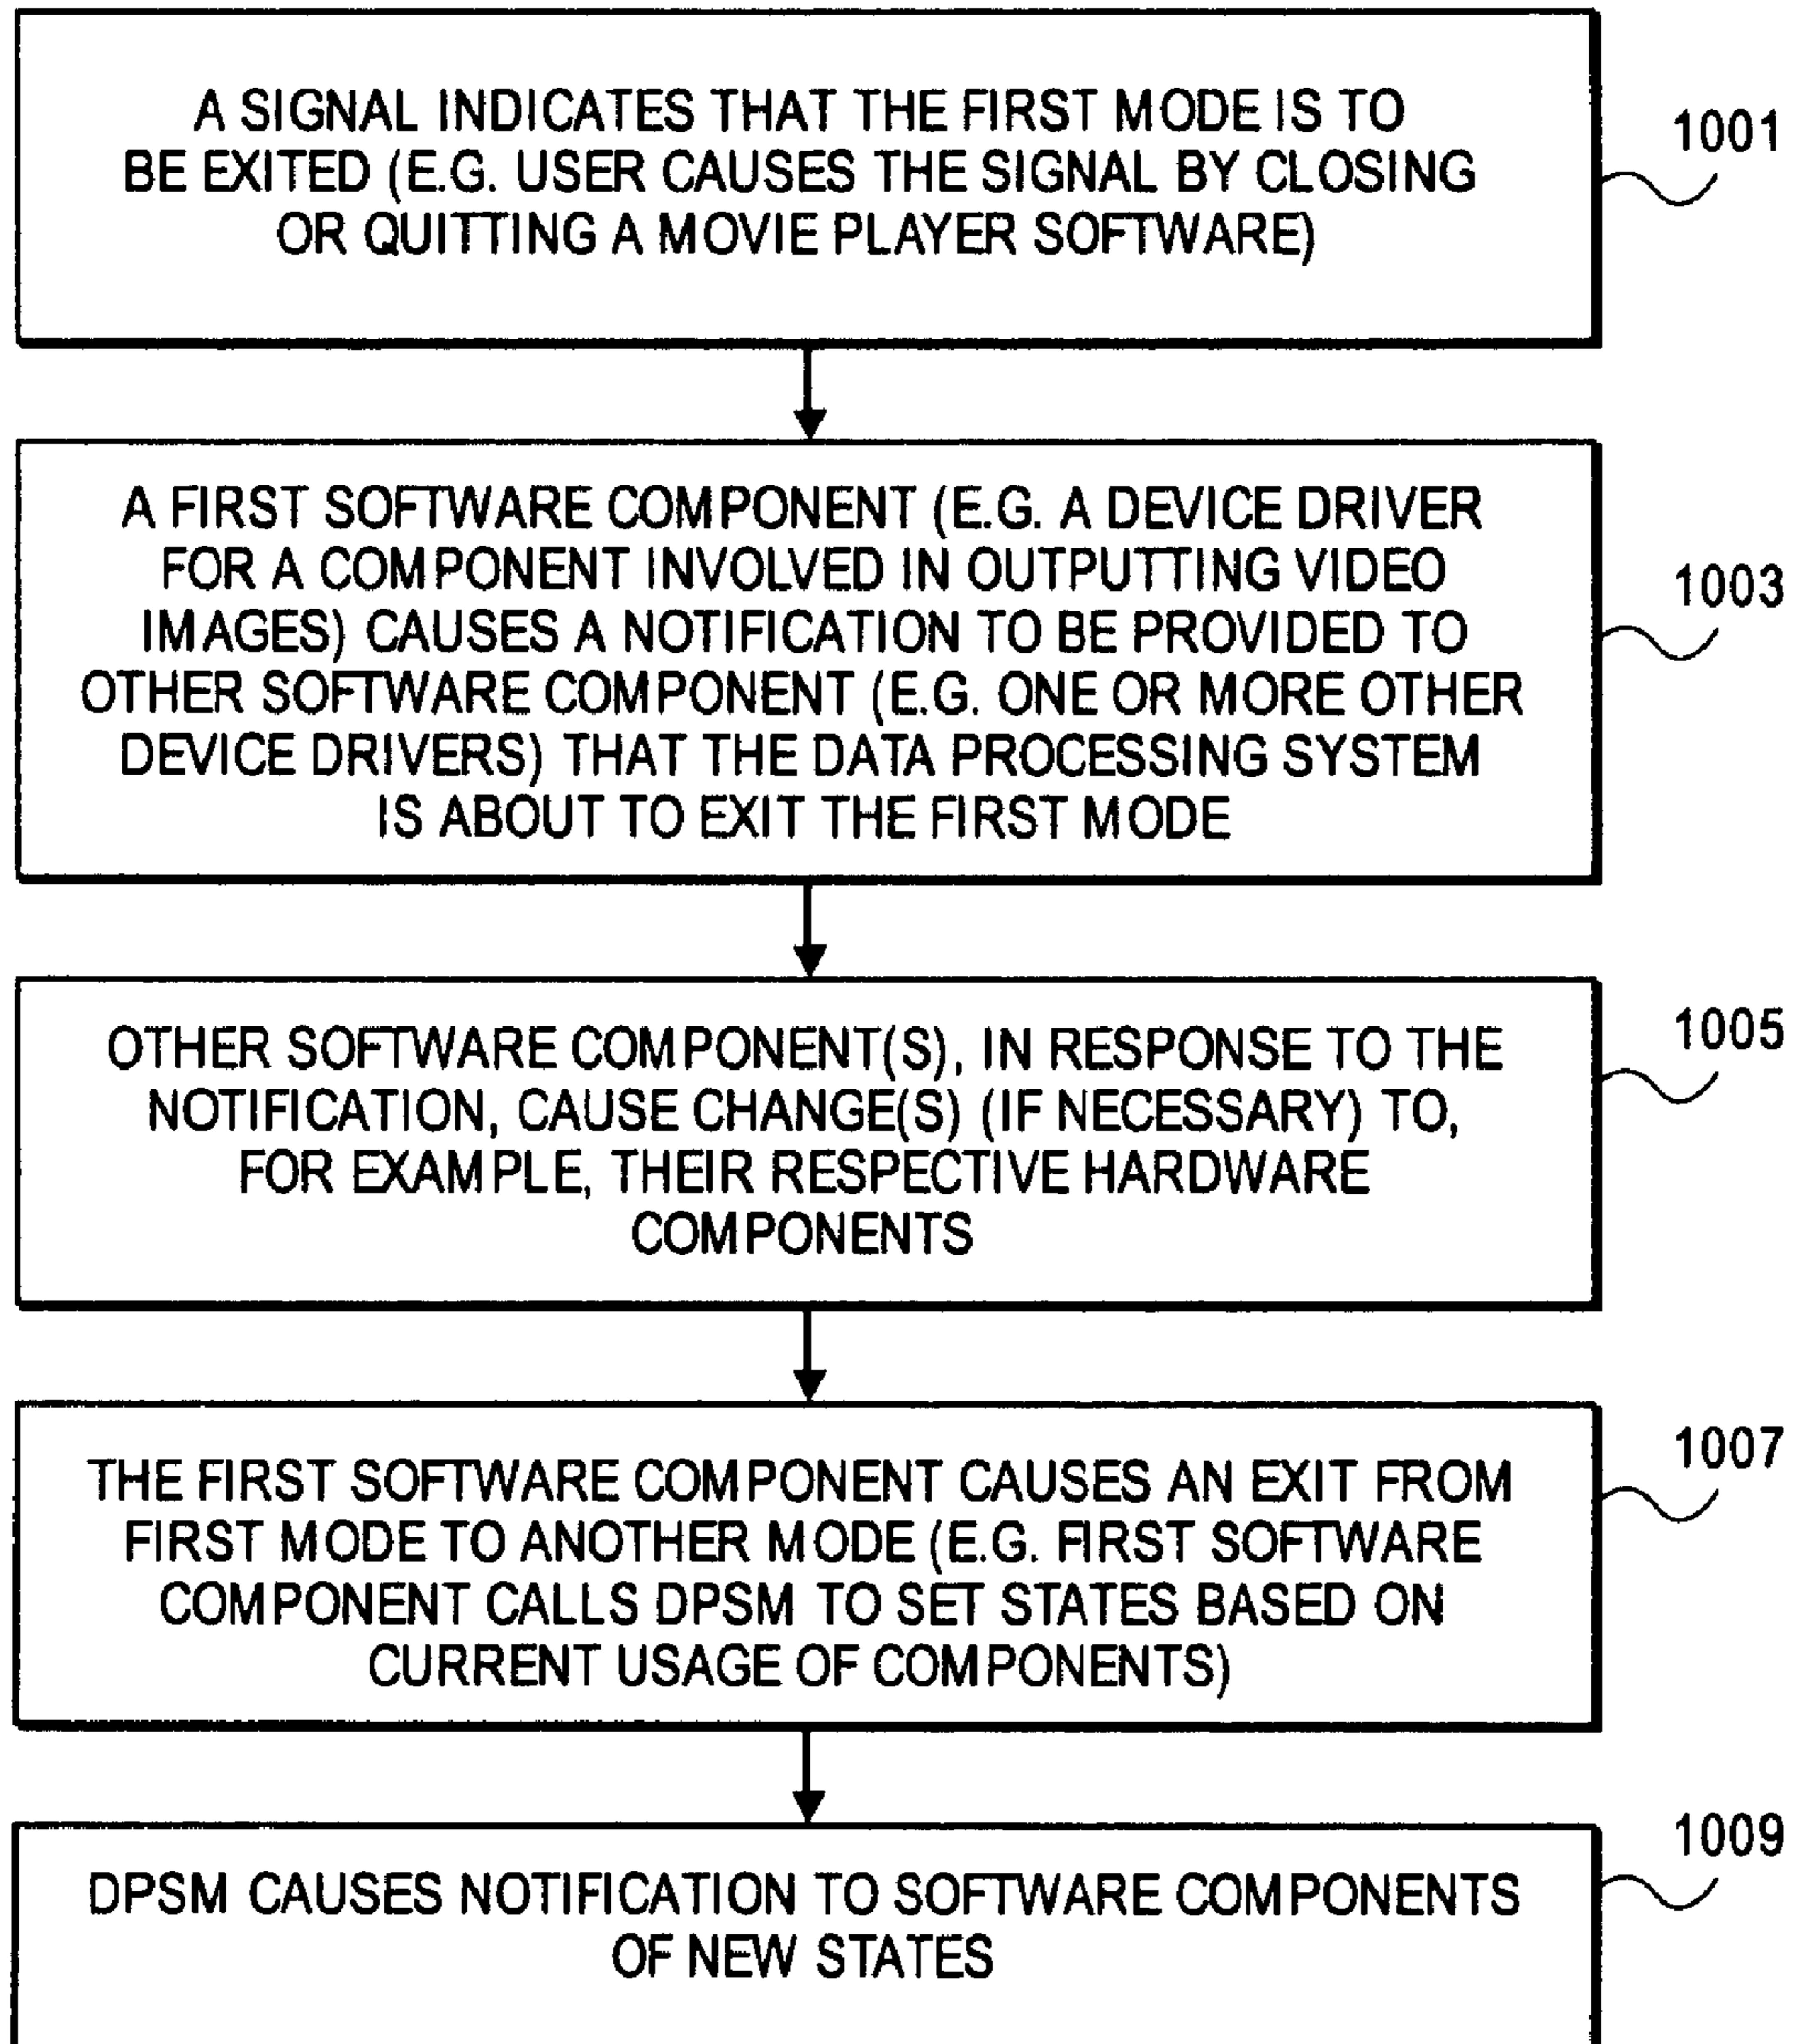 A SIGNAL INDICATES THAT THE FIRST MODE IS TO
BE EXITED (E.G. USER CAUSES THE SIGNAL BY CLOSING
OR QUITTING A MOVIE PLAYER SOFTWARE)
1001
A FIRST SOFTWARE COMPONENT (E.G. A DEVICE DRIVER
FOR A COMPONENT INVOLVED IN OUTPUTTING VIDEO
IMAGES) CAUSES A NOTIFICATION TO BE PROVIDED TO
OTHER SOFTWARE COMPONENT (E.G. ONE OR MORE OTHER
DEVICE DRIVERS) THAT THE DATA PROCESSING SYSTEM
IS ABOUT TO EXIT THE FIRST MODE
1003
OTHER SOFTWARE COMPONENT(S), IN RESPONSE TO THE
NOTIFICATION, CAUSE CHANGE(S) (IF NECESSARY) TO,
FOR EXAMPLE, THEIR RESPECTIVE HARDWARE
COMPONENTS
1005
THE FIRST SOFTWARE COMPONENT CAUSES AN EXIT FROM
FIRST MODE TO ANOTHER MODE (E.G. FIRST SOFTWARE
COMPONENT CALLS DPSM TO SET STATES BASED ON
CURRENT USAGE OF COMPONENTS)
1007
DPSM CAUSES NOTIFICATION TO SOFTWARE COMPONENTS
OF NEW STATES
1009